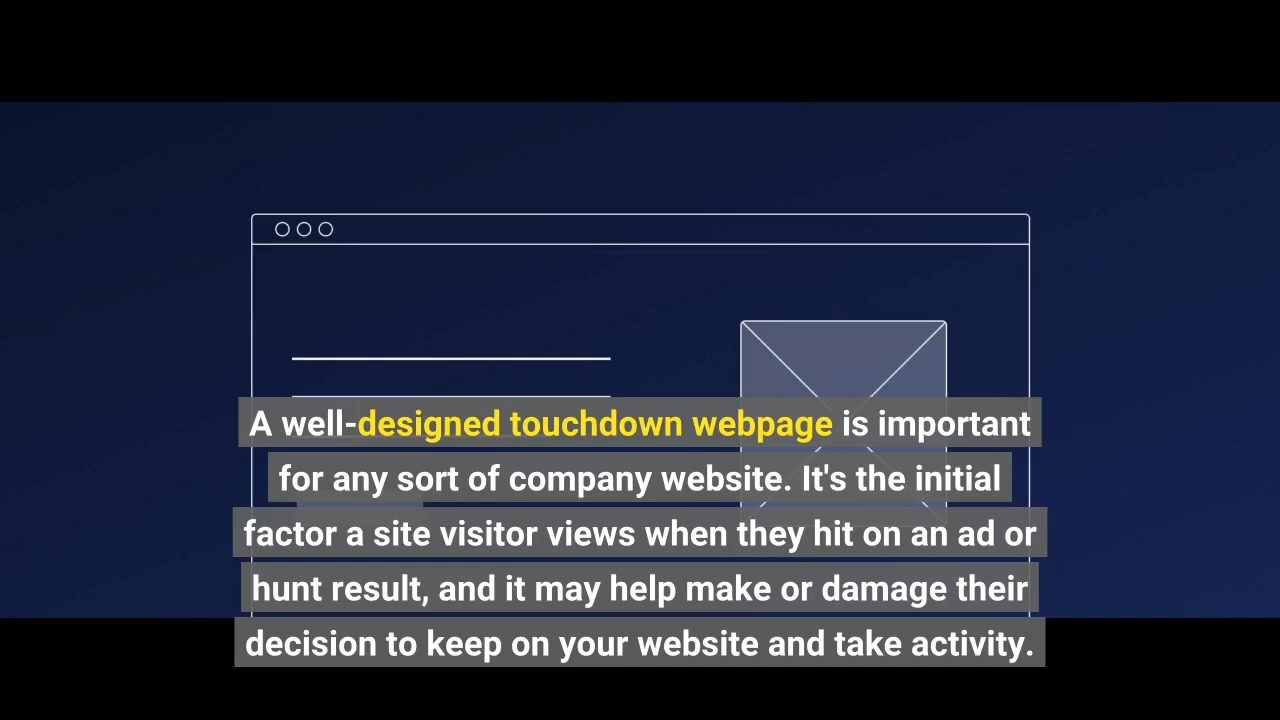 A well-designed touchdown webpage is important
for any sort of company website. It's the initial
factor a site visitor views when they hit on an ad or
hunt result, and it may help make or damage their
decision to keep on your website and take activity.